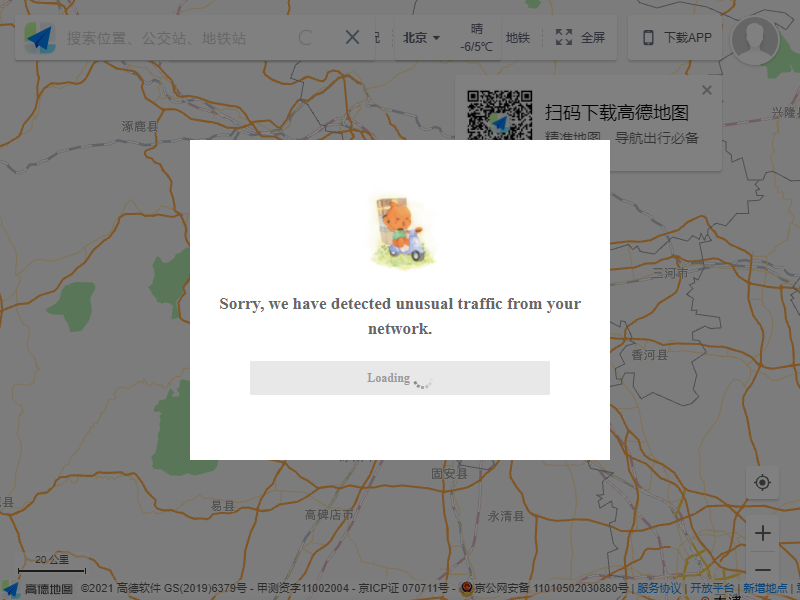 搜索位置、公交站、地铁站
北京
晴
-6/5℃
地铁
全屏
下载APP
扫码下载高德地图
精准地图,导航出行必备
涿鹿县
三河市
香河县
Sorry, we have detected unusual traffic from your
network.
Loading
固安县
易县
高碑店市
永清县
20 公里
高德地图 ©2021 高德软件 GS(2019)6379号 - 甲测资字11002004 - 京ICP证 070711号 - 京公网安备 11010502030880号 | 服务协议 | 开放平台 | 新增地点 |